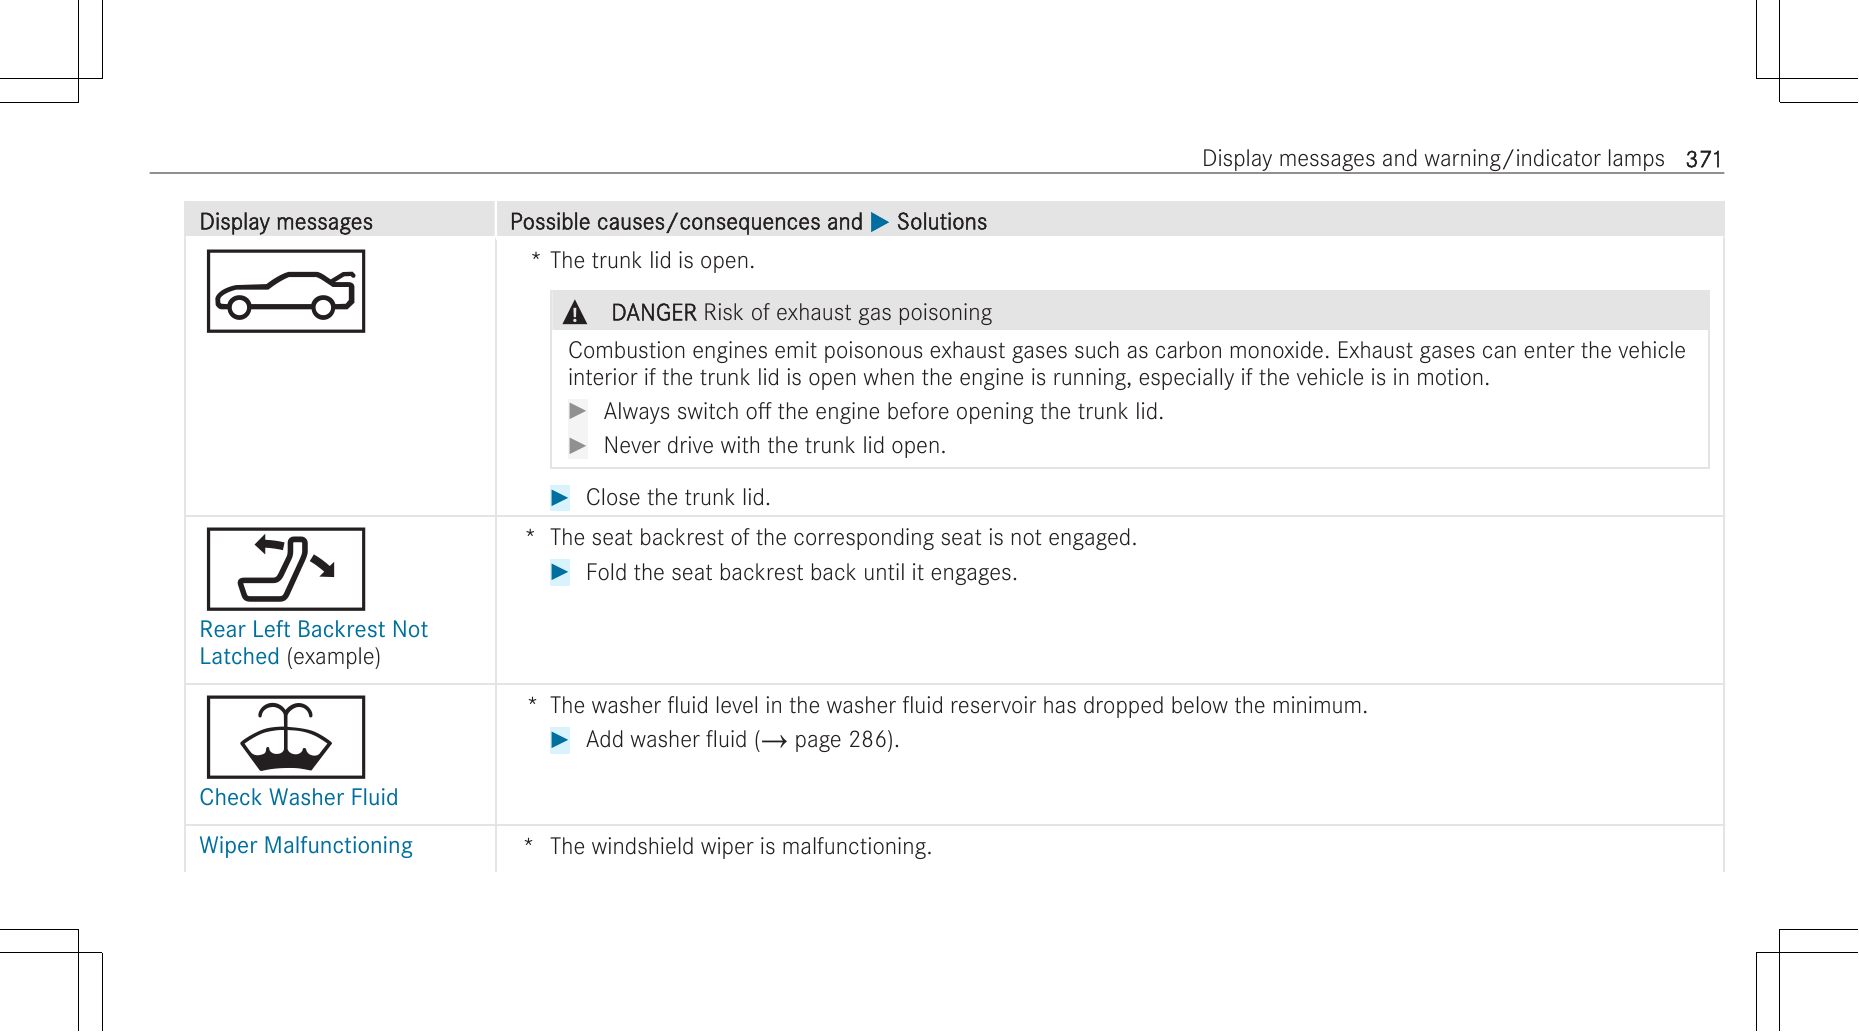 Display messages and warning/indicator lamps 371
Display messages
Possible causes/consequences and ▶ Solutions
* The trunk lid is open.
DANGER Risk of exhaust gas poisoning
Combustion engines emit poisonous exhaust gases such as carbon monoxide. Exhaust gases can enter the vehicle
interior if the trunk lid is open when the engine is running, especially if the vehicle is in motion.
▶ Always switch off the engine before opening the trunk lid.
▶ Never drive with the trunk lid open.
▶ Close the trunk lid.
Rear Left Backrest Not
Latched (example)
* The seat backrest of the corresponding seat is not engaged.
▶ Fold the seat backrest back until it engages.
Check Washer Fluid
* The washer fluid level in the washer fluid reservoir has dropped below the minimum.
▶ Add washer fluid (→ page 286).
Wiper Malfunctioning
* The windshield wiper is malfunctioning.